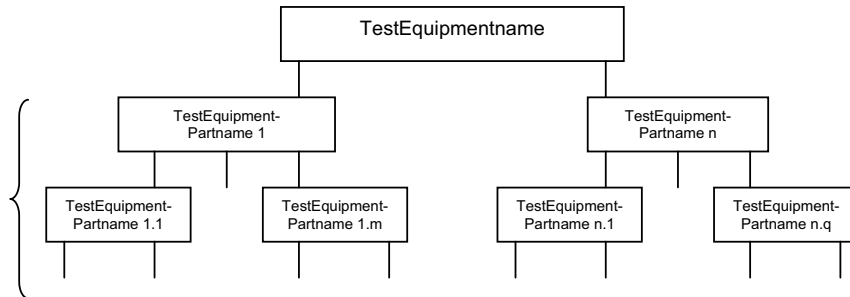 TestEquipmentname
TestEquipment-
Partname 1
TestEquipment-
Partname n
TestEquipment-
Partname 1.1
TestEquipment-
Partname 1.m
TestEquipment-
Partname n.1
TestEquipment-
Partname n.q